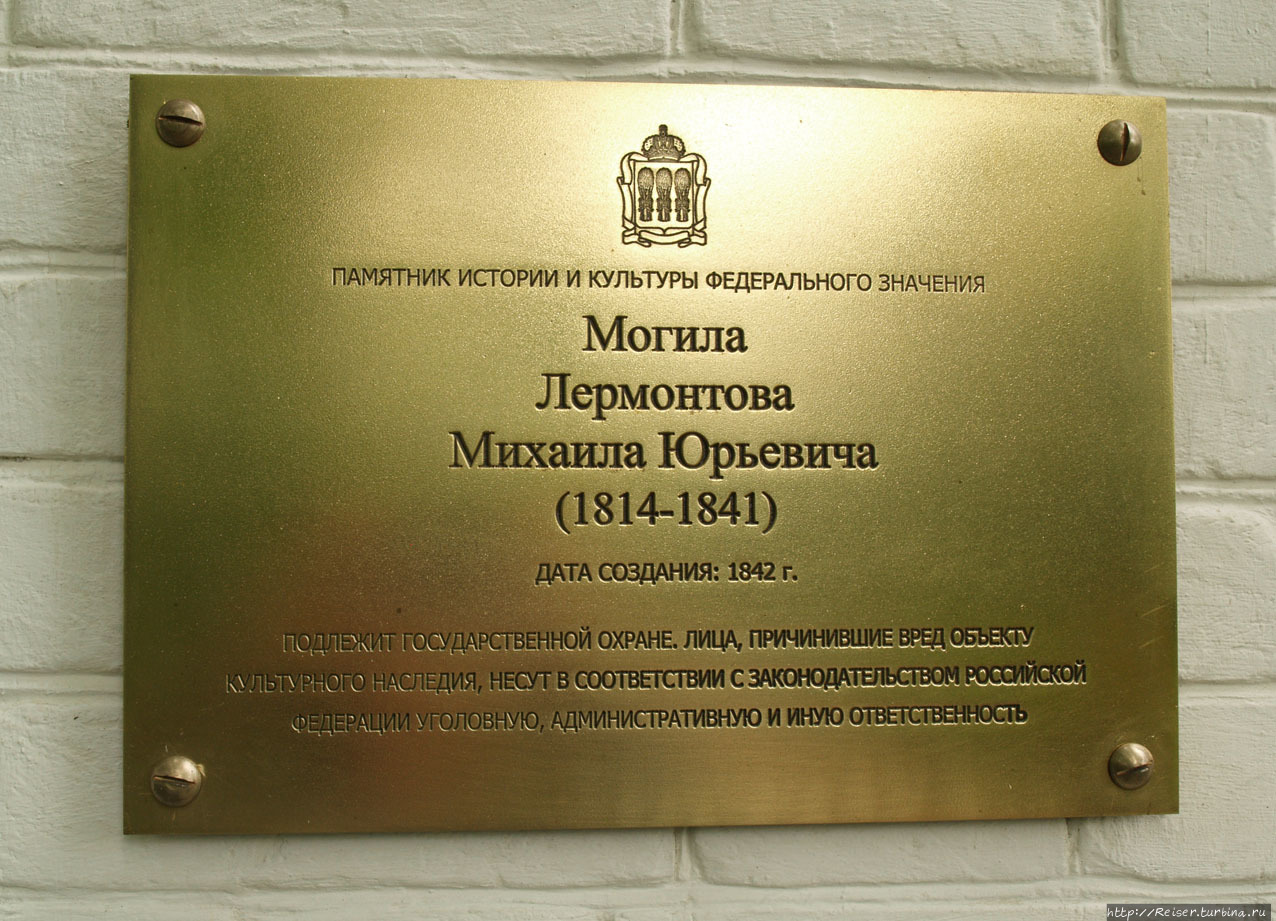 ПАМЯТНИК ИСТОРИИ И КУЛЬТУРЫ ФЕДЕРАЛЬНОГО ЗНАЧЕНИЯ
Могила
Лермонтова
Михаила Юрьевича
(1814-1841)
ДАТА СОЗДАНИЯ: 1842 г.
ПОДЛЕЖИТ ГОСУДАРСТВЕННОЙ ОХРАНЕ. ЛИЦА, ПРИЧИНИВШИЕ ВРЕД ОБЪЕКТУ
КУЛЬТУРНОГО НАСЛЕДИЯ, НЕСУТ В СООТВЕТСТВИИ С ЗАКОНОДАТЕЛЬСТВОМ РОССИЙСКОЙ
ФЕДЕРАЦИИ УГОЛОВНУЮ, АДМИНИСТРАТИВНУЮ И ИНУЮ ОТВЕТСТВЕННОСТЬ
http://Reiser.turbina.ru